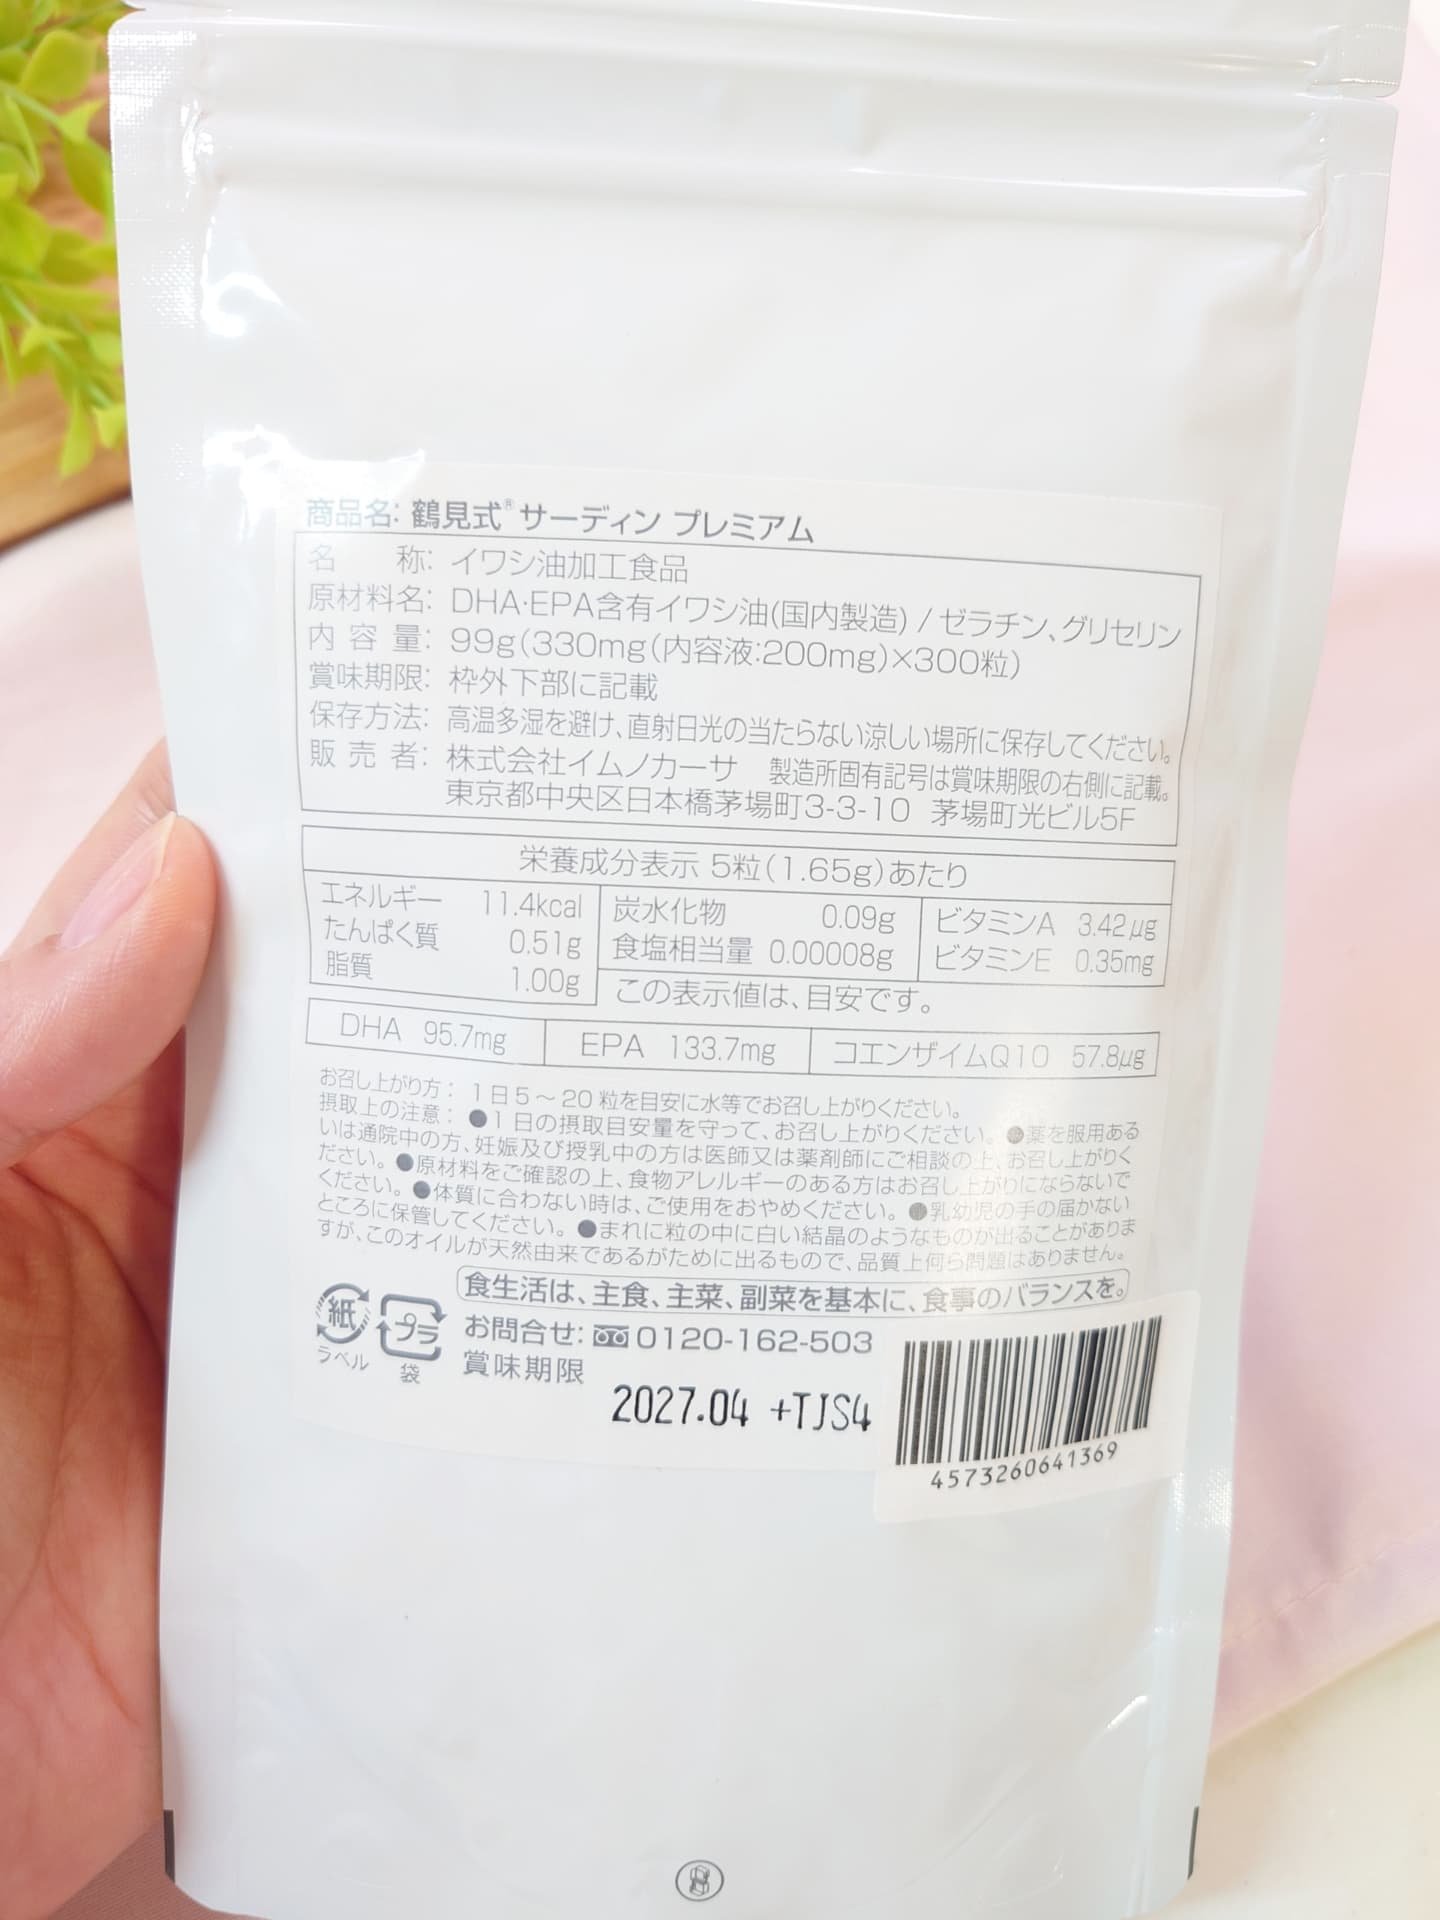 商品名: 鶴見式® サーディン プレミアム
名　称: イワシ油加工食品
原材料名: DHA・EPA含有イワシ油(国内製造) / ゼラチン、グリセリン
内容量: 99g(330mg(内容液:200mg)×300粒)
賞味期限: 枠外下部に記載
保存方法: 高温多湿を避け、直射日光の当たらない涼しい場所に保存してください。
販売者: 株式会社イムノカーサ　製造所固有記号は賞味期限の右側に記載。
東京都中央区日本橋茅場町3-3-10 茅場町光ビル5F
栄養成分表示 5粒(1.65g)あたり
エネルギー 11.4kcal 炭水化物 0.09g ビタミンA 3.42μg
たんぱく質 0.51g 食塩相当量 0.00008g ビタミンE 0.35mg
脂質 1.00g この表示値は、目安です。
DHA 95.7mg EPA 133.7mg コエンザイムQ10 57.8μg
お召し上がり方: 1日5～20粒を目安に水等でお召し上がりください。
摂取上の注意: ●1日の摂取目安量を守って、お召し上がりください。●薬を服用ある
いは通院中の方、妊娠及び授乳中の方は医師又は薬剤師にご相談の上、お召し上がりく
ださい。●原材料をご確認の上、食物アレルギーのある方はお召し上がりにならないで
ください。●体質に合わない時は、ご使用をおやめください。●乳幼児の手の届かない
ところに保管してください。●まれに粒の中に白い結晶のようなものが出ることがありま
すが、このオイルが天然由来であるがために出るもので、品質上何ら問題はありません。
食生活は、主食、主菜、副菜を基本に、食事のバランスを。
紙 ラベル
プラ 袋
お問合せ: 0120-162-503
賞味期限
2027.04 +TJS4
4573260641369